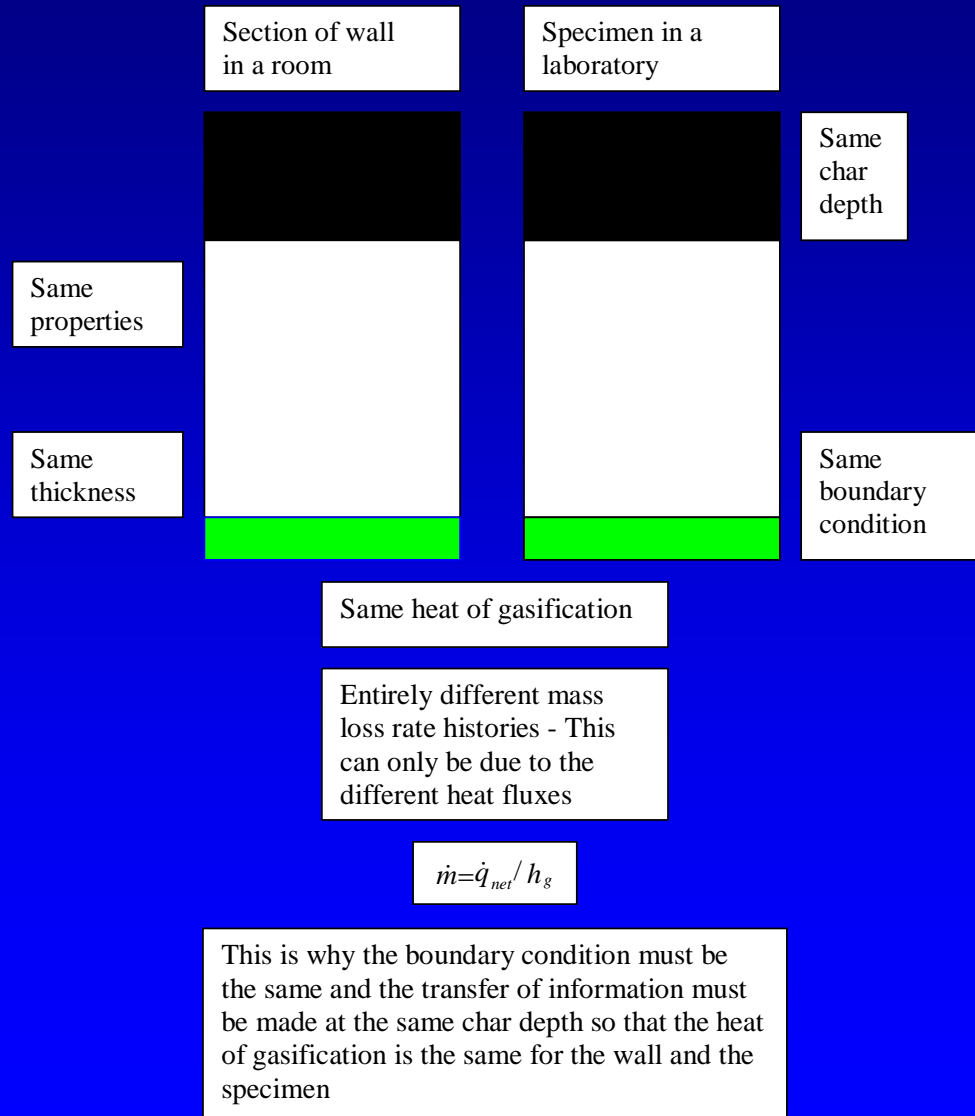 Section of wall
in a room
Specimen in a
laboratory
Same
char
depth
Same
properties
Same
thickness
Same
boundary
condition
Same heat of gasification
Entirely different mass
loss rate histories - This
can only be due to the
different heat fluxes
ṁ=q̇net/hg
This is why the boundary condition must be
the same and the transfer of information must
be made at the same char depth so that the heat
of gasification is the same for the wall and the
specimen